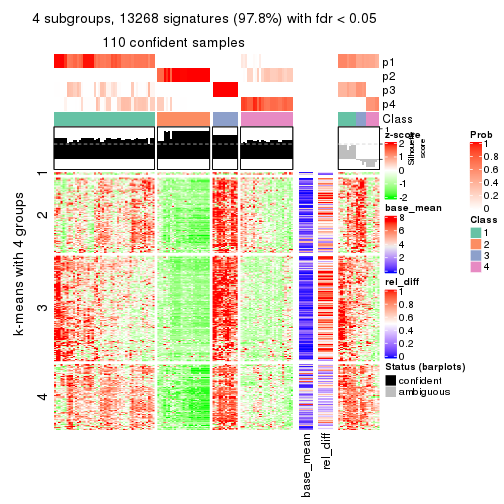 4 subgroups, 13268 signatures (97.8%) with fdr < 0.05
110 confident samples
p1
p2
p3
p4
Class
1
Silhouette
score
k-means with 4 groups
1
2
3
4
base_mean
rel_diff
z-score
2
1
0
-1
-2
base_mean
8
6
4
2
0
rel_diff
1
0.8
0.6
0.4
0.2
0
Status (barplots)
confident
ambiguous
Prob
1
0.8
0.6
0.4
0.2
0
Class
1
2
3
4